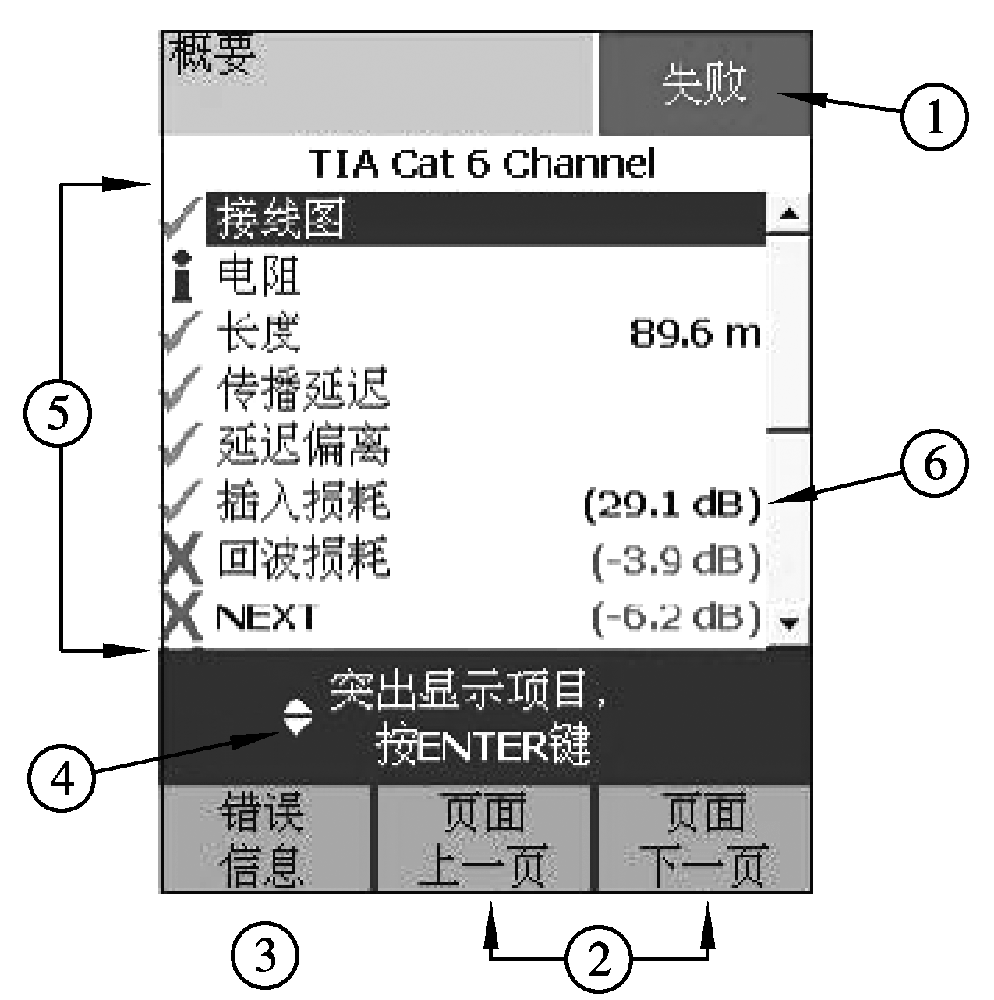 概要
失败
①
TIA Cat 6 Channel
接线图
i 电阻
长度 89.6 m
传播延迟
延迟偏离
⑤
插入损耗 (29.1 dB)
⑥
回波损耗 (-3.9 dB)
NEXT (-6.2 dB)
突出显示项目，
按ENTER键
④
错误
信息
页面
上一页
页面
下一页
③
②